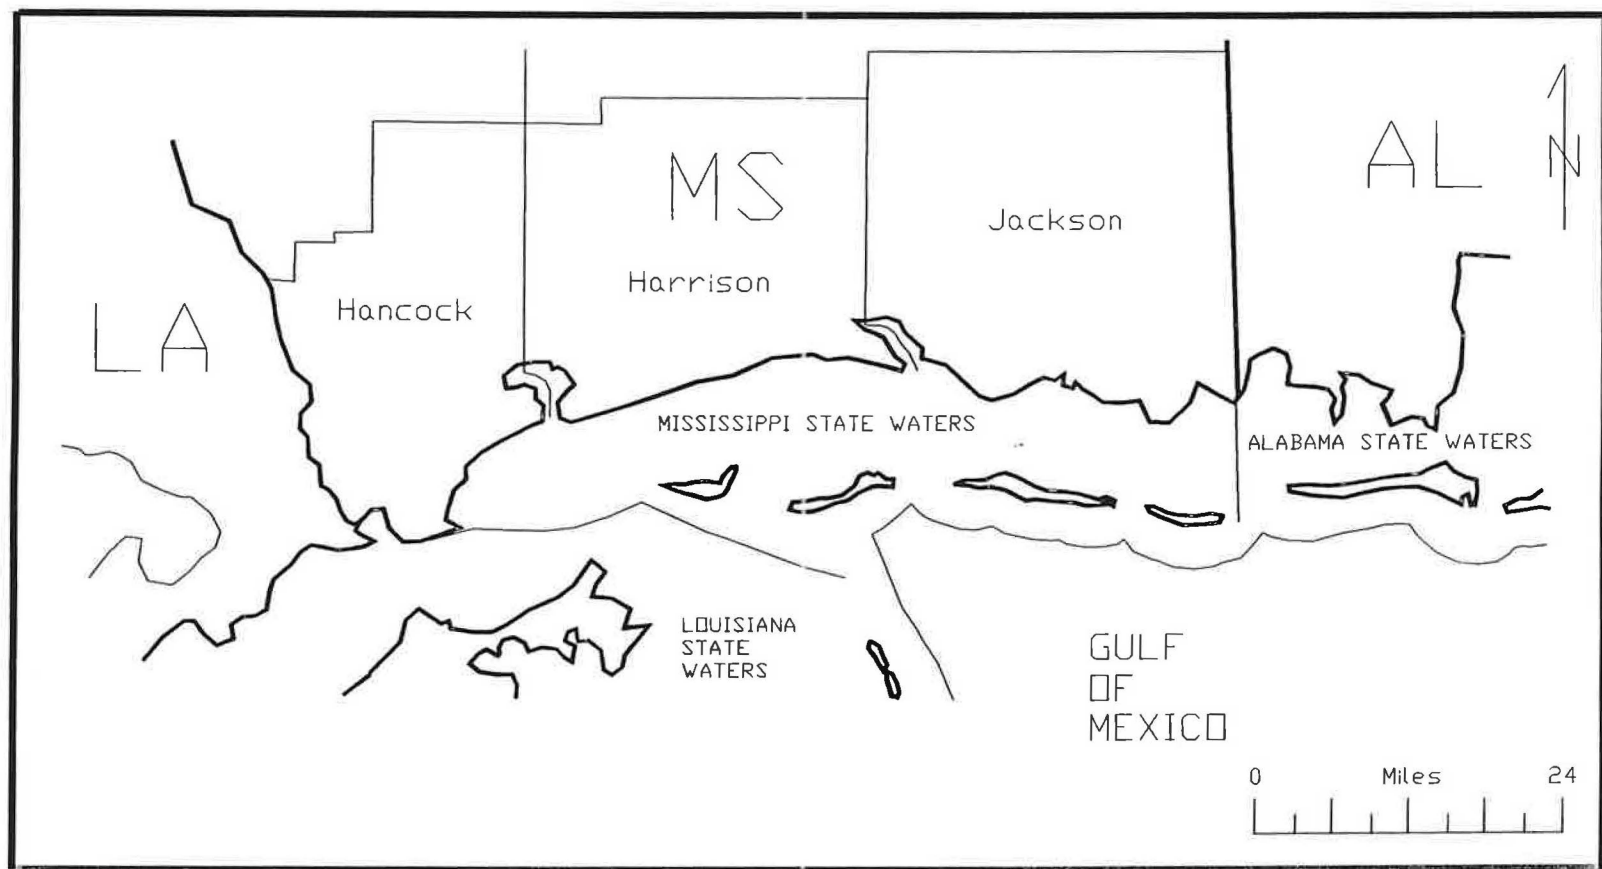 MS
AL
N
Jackson
Harrison
Hancock
LA
MISSISSIPPI STATE WATERS
ALABAMA STATE WATERS
LOUISIANA
STATE
WATERS
GULF
OF
MEXICO
0 Miles 24